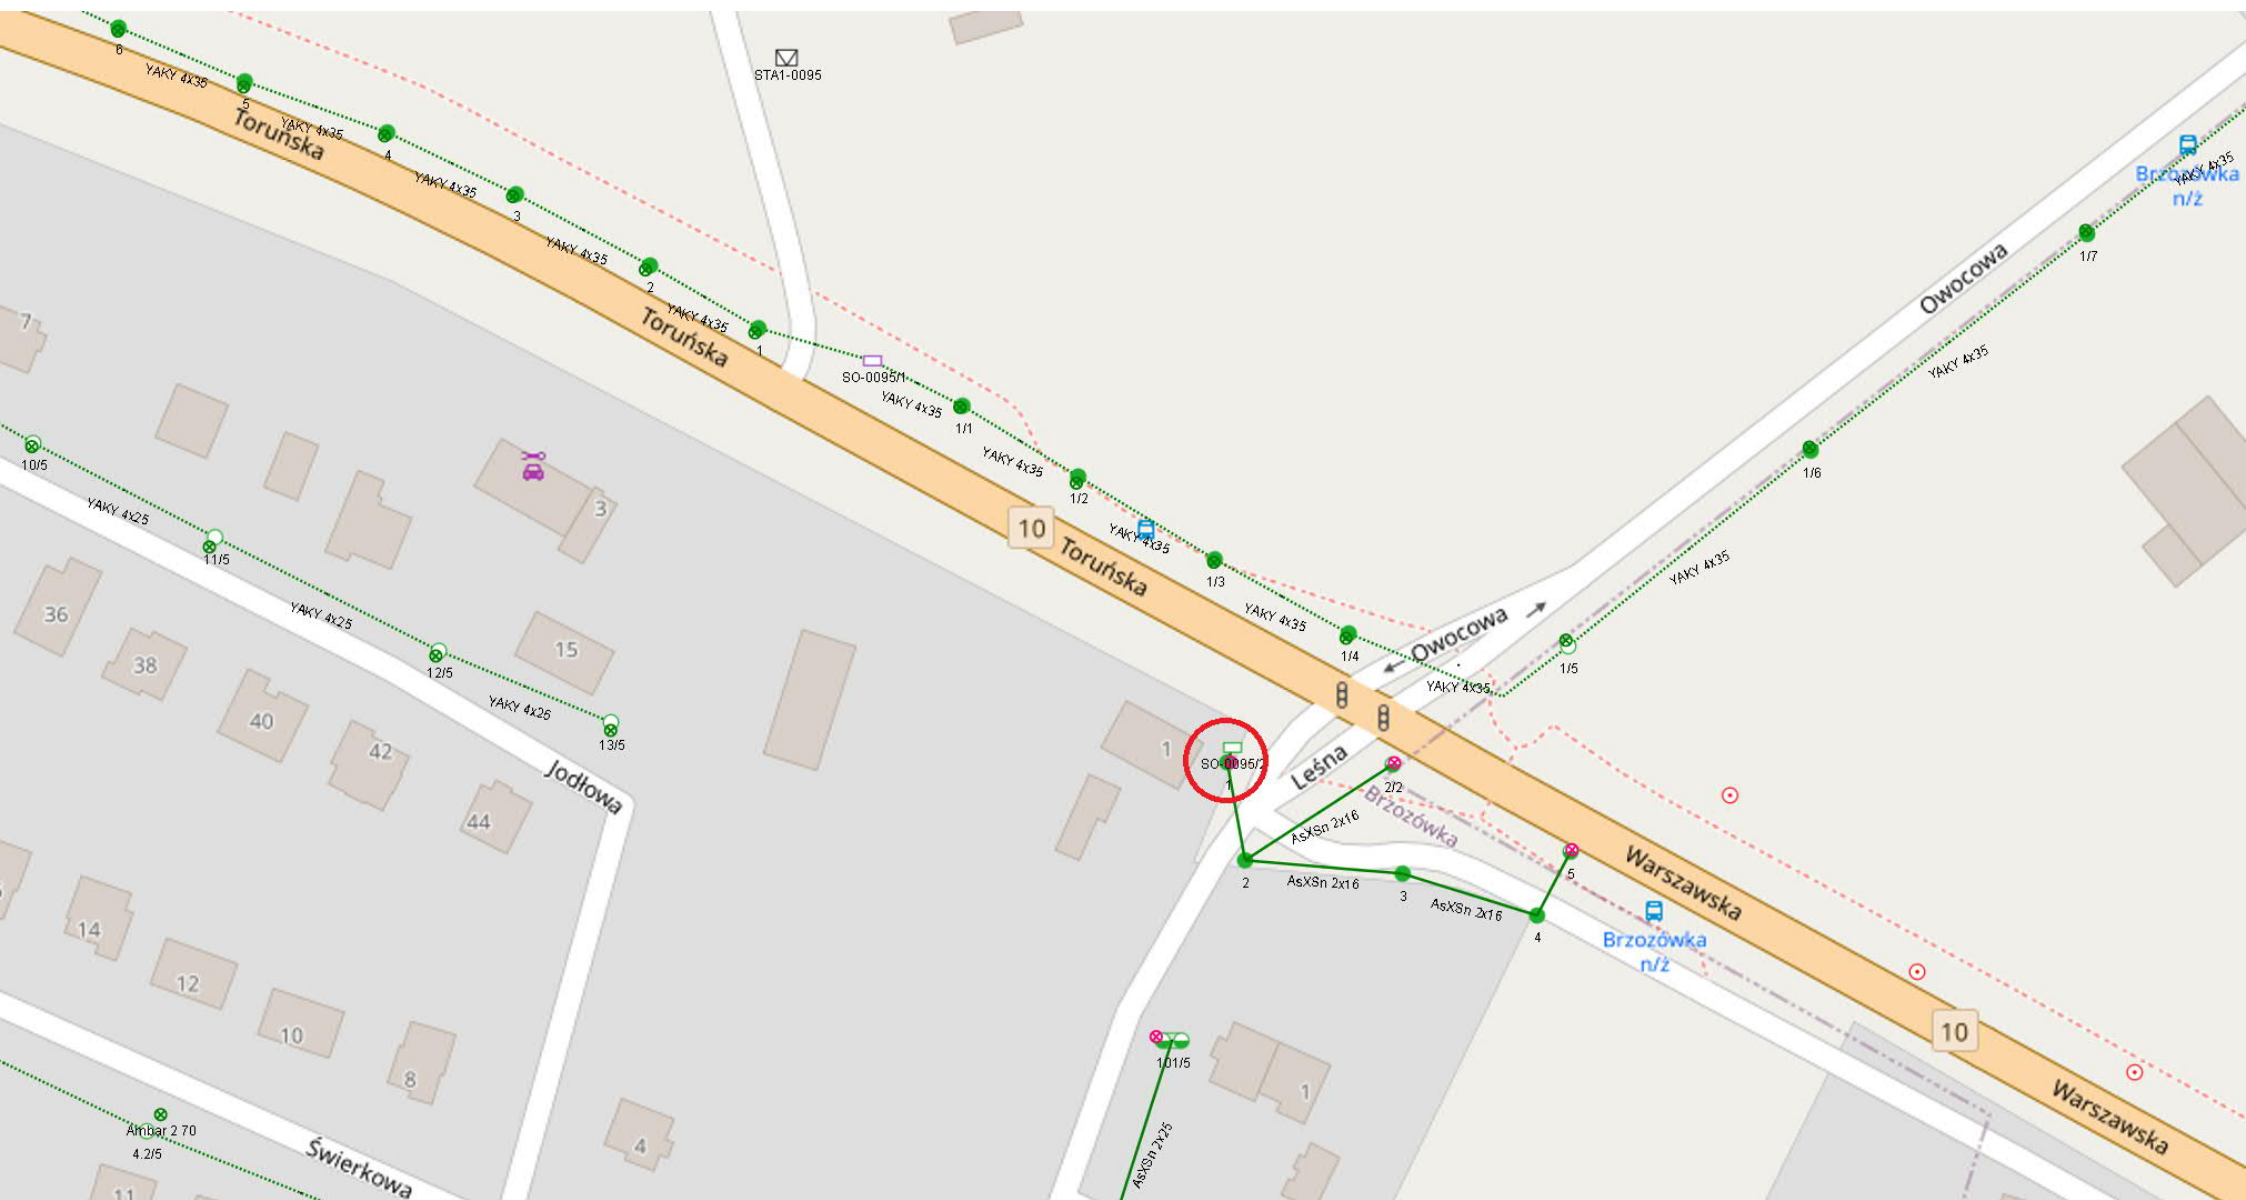 6
YAKY 4x35
STA1-0095
5
YAKY 4x35
Toruńska
4
YAKY 4x35
3
YAKY 4x35
2
YAKY 4x35
Toruńska
1
SO-0095/1
YAKY 4x35
1/1
YAKY 4x35
1/2
YAKY 4x35
10
Toruńska
1/3
YAKY 4x35
1/4
YAKY 4x35
Owocowa
1/5
YAKY 4x35
1/6
YAKY 4x35
Owocowa
1/7
YAKY 4x35
Brzozówka
n/ż
7
10/5
YAKY 4x25
11/5
YAKY 4x25
12/5
YAKY 4x25
13/5
3
15
36
38
40
42
44
Jodłowa
1
SO-0095/2
1
Leśna
2/2
Brzozówka
AsXSn 2x16
2
AsXSn 2x16
3
AsXSn 2x16
4
5
Warszawska
Brzozówka
n/ż
10
Warszawska
14
12
10
8
4
101/5
1
AsXSn 2x25
Ambar 2 70
4.2/5
Świerkowa
11